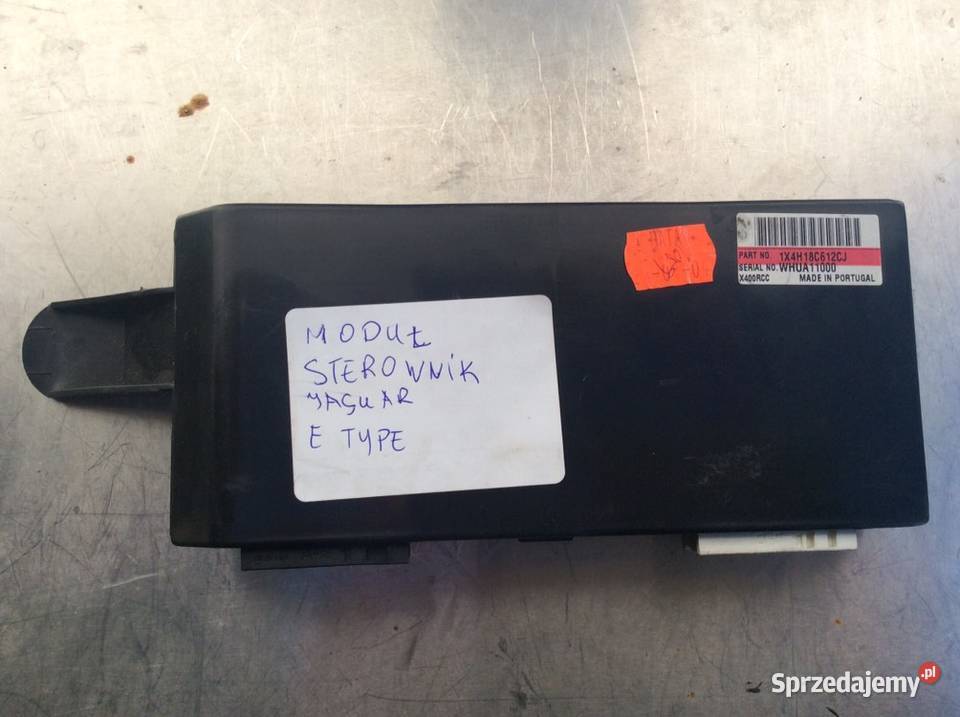 PART NO. 1X4H18C612CJ
SERIAL NO. WHUA11000
X400RCC MADE IN PORTUGAL
MODUŁ
STEROWNIK
JAGUAR
E TYPE
Sprzedajemy.pl